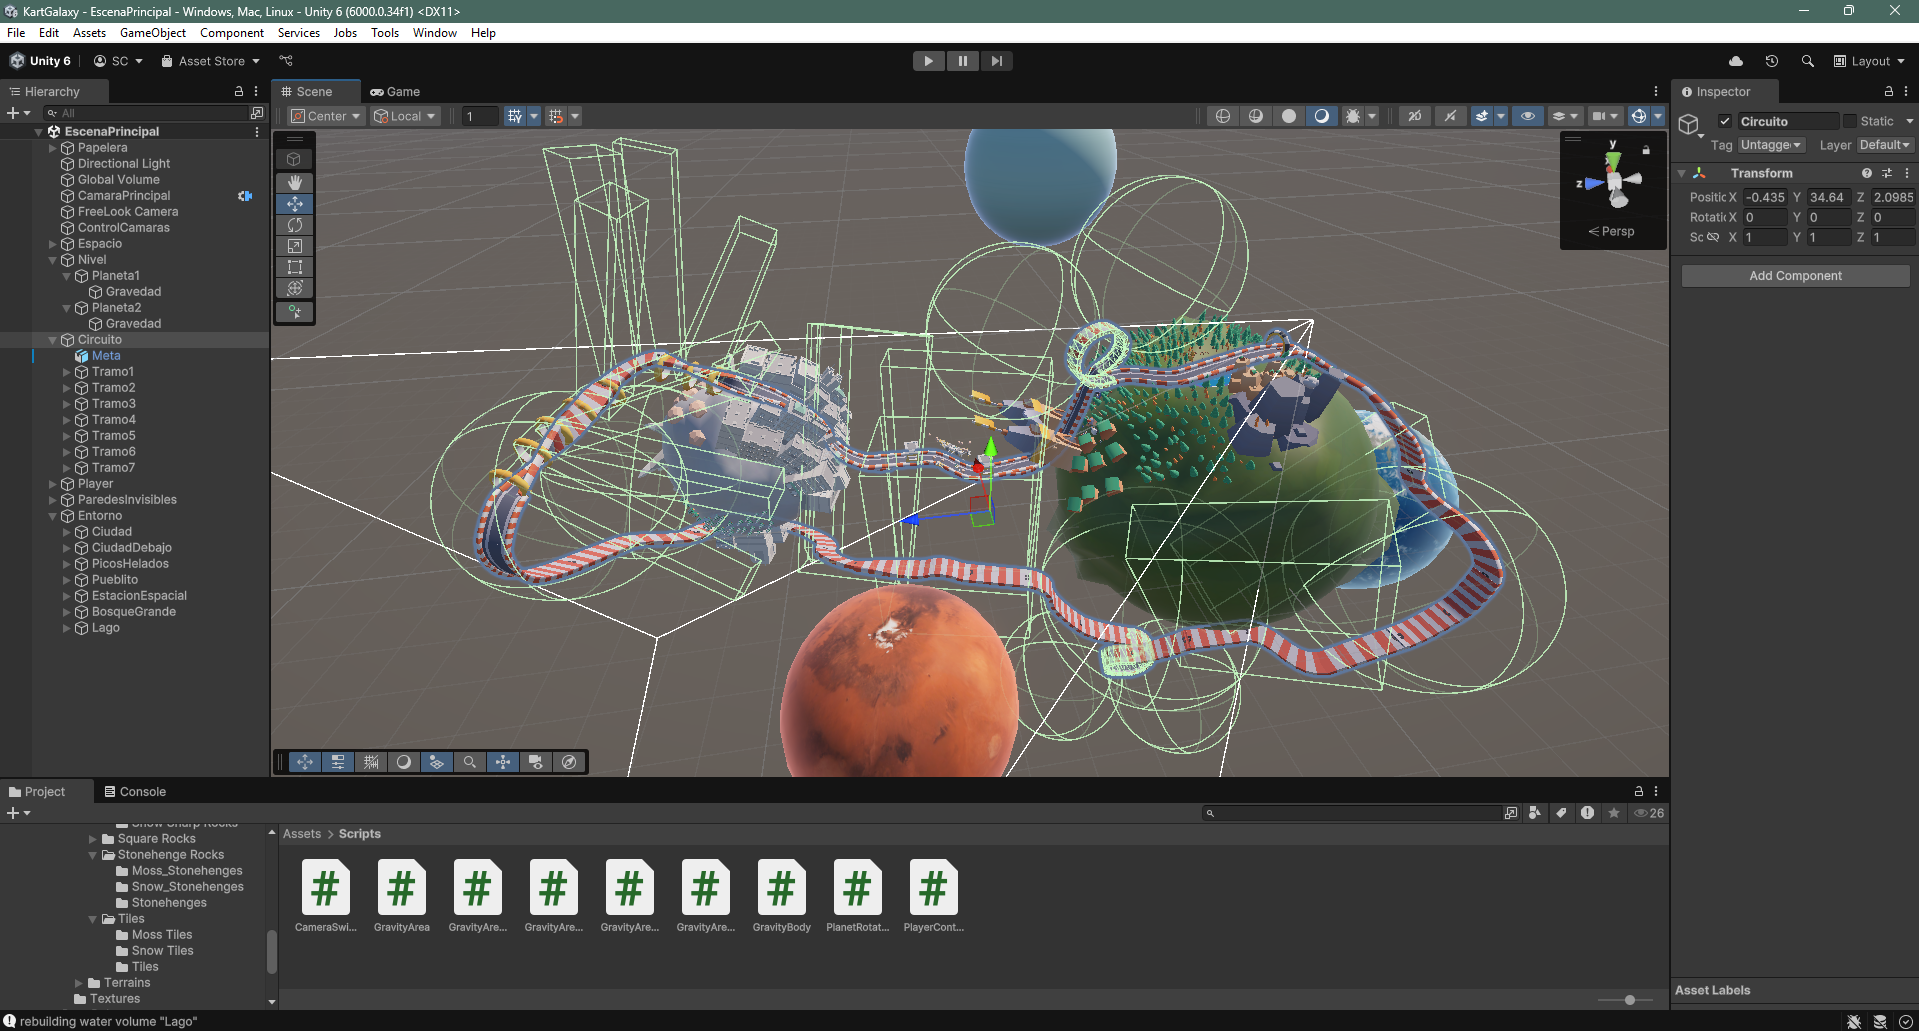 KartGalaxy - EscenaPrincipal - Windows, Mac, Linux - Unity 6 (6000.0.34f1) <DX11>
File Edit Assets GameObject Component Services Jobs Tools Window Help
Unity 6 SC Asset Store Layout
Hierarchy
All
EscenaPrincipal
Papelera
Directional Light
Global Volume
CamaraPrincipal
FreeLook Camera
ControlCamaras
Espacio
Nivel
Planeta1
Gravedad
Planeta2
Gravedad
Circuito
Meta
Tramo1
Tramo2
Tramo3
Tramo4
Tramo5
Tramo6
Tramo7
Player
ParedesInvisibles
Entorno
Ciudad
CiudadDebajo
PicosHelados
Pueblito
EstacionEspacial
BosqueGrande
Lago
Scene Game
Center Local 1 2D
y
z
Persp
Inspector
Circuito Static
Tag Untagge Layer Default
Transform
Positic X -0.435 Y 34.64 Z 2.0985
Rotatic X 0 Y 0 Z 0
Sc X 1 Y 1 Z 1
Add Component
Project Console
26
Square Rocks
Stonehenge Rocks
Moss_Stonehenges
Snow_Stonehenges
Stonehenges
Tiles
Moss Tiles
Snow Tiles
Tiles
Terrains
Textures
Assets > Scripts
CameraSwi... GravityArea GravityAre... GravityAre... GravityAre... GravityAre... GravityBody PlanetRotat... PlayerCont...
Asset Labels
rebuilding water volume "Lago"